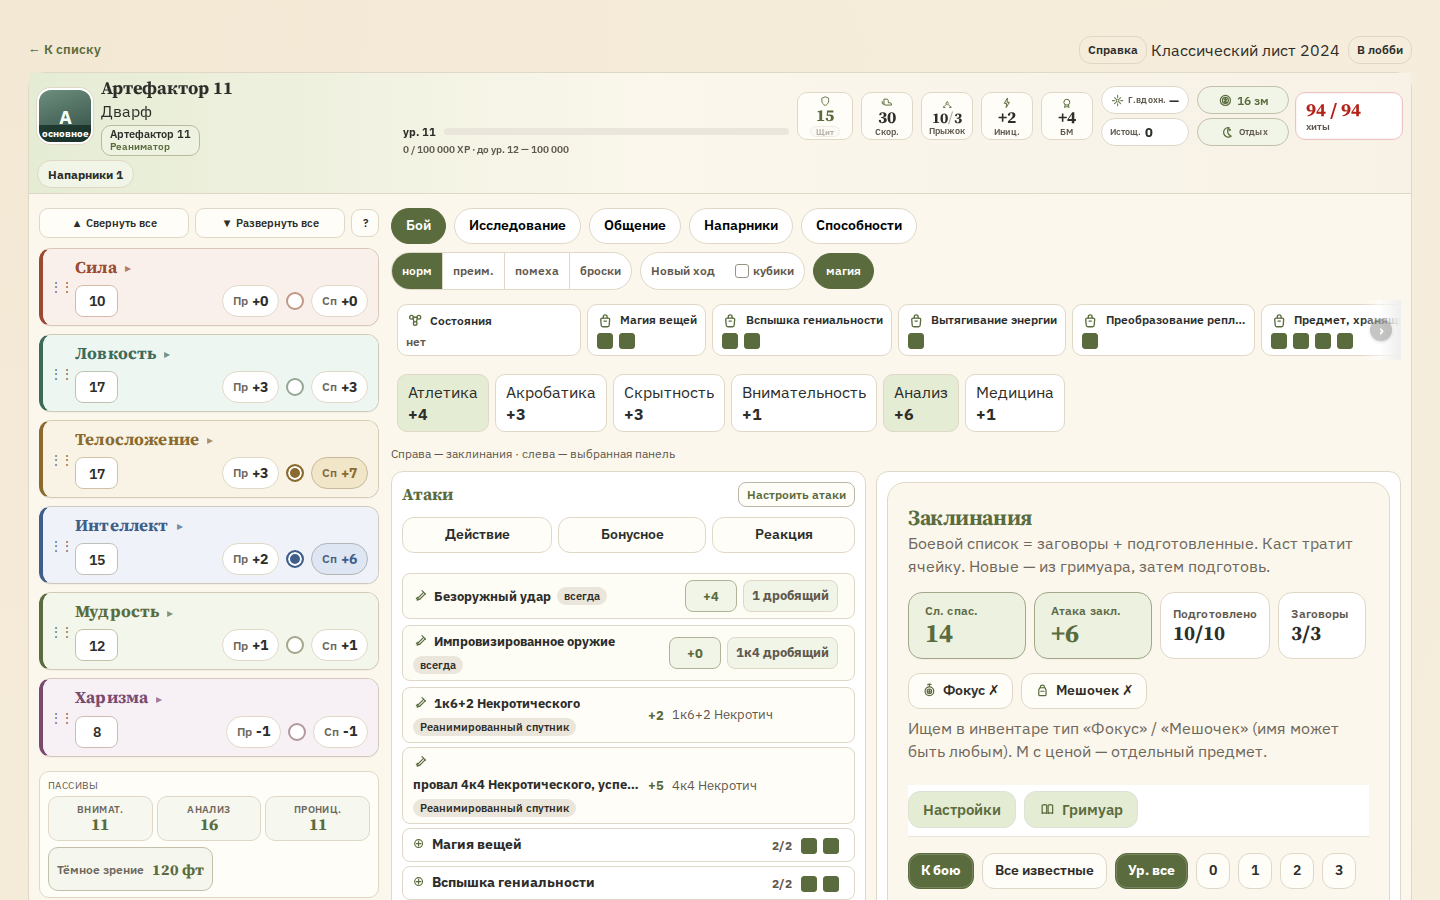 ← К списку
Справка Классический лист 2024 В лобби
А
основное
Артефактор 11
Дварф
Артефактор 11
Реаниматор
Напарники 1
ур. 11
0 / 100 000 XP · до ур. 12 — 100 000
15
Щит
30
Скор.
10/3
Прыжок
+2
Иниц.
+4
БМ
Г.вдохн. —
Истощ. 0
16 зм
Отдых
94 / 94
хиты
▲ Свернуть все
▼ Развернуть все
?
Сила ▸
10
Пр +0
Сп +0
Ловкость ▸
17
Пр +3
Сп +3
Телосложение ▸
17
Пр +3
Сп +7
Интеллект ▸
15
Пр +2
Сп +6
Мудрость ▸
12
Пр +1
Сп +1
Харизма ▸
8
Пр -1
Сп -1
ПАССИВЫ
ВНИМАТ.
11
АНАЛИЗ
16
ПРОНИЦ.
11
Тёмное зрение 120 фт
Бой
Исследование
Общение
Напарники
Способности
норм
преим.
помеха
броски
Новый ход
кубики
магия
Состояния
нет
Магия вещей
Вспышка гениальности
Вытягивание энергии
Преобразование репл...
Предмет, хранящ
›
Атлетика
+4
Акробатика
+3
Скрытность
+3
Внимательность
+1
Анализ
+6
Медицина
+1
Справа — заклинания · слева — выбранная панель
Атаки
Настроить атаки
Действие
Бонусное
Реакция
Безоружный удар всегда
+4
1 дробящий
Импровизированное оружие
всегда
+0
1к4 дробящий
1к6+2 Некротического
Реанимированный спутник
+2 1к6+2 Некротич
провал 4к4 Некротического, успе...
Реанимированный спутник
+5 4к4 Некротич
Магия вещей
2/2
Вспышка гениальности
2/2
Заклинания
Боевой список = заговоры + подготовленные. Каст тратит
ячейку. Новые — из гримуара, затем подготовь.
Сл. спас.
14
Атака закл.
+6
Подготовлено
10/10
Заговоры
3/3
Фокус ✗
Мешочек ✗
Ищем в инвентаре тип «Фокус» / «Мешочек» (имя может
быть любым). М с ценой — отдельный предмет.
Настройки
Гримуар
К бою
Все известные
Ур. все
0
1
2
3